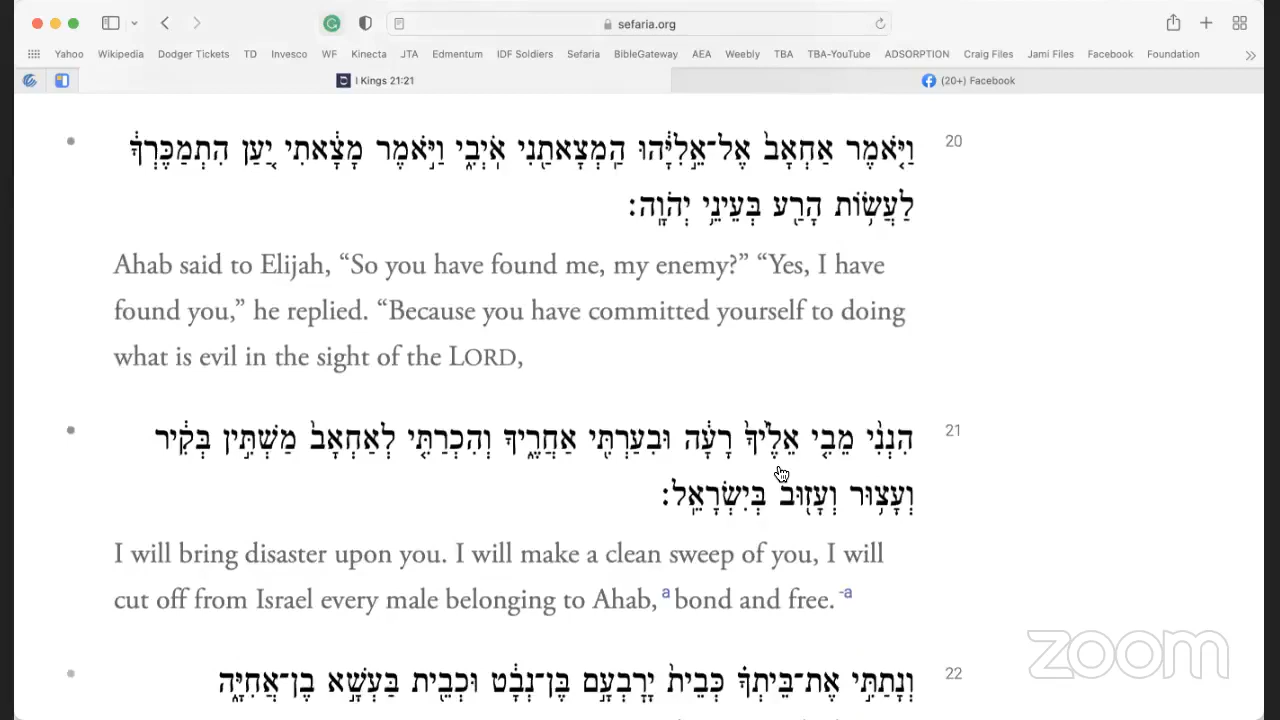 sefaria.org
Yahoo Wikipedia Dodger Tickets TD Invesco WF Kinecta JTA Edmentum IDF Soldiers Sefaria BibleGateway AEA Weebly TBA TBA-YouTube ADSORPTION Craig Files Jami Files Facebook Foundation
I Kings 21:21 (20+) Facebook
20
וַיֹּ֤אמֶר אַחְאָב֙ אֶל־אֵ֣לִיָּ֔הוּ הַֽמְצָאתַ֖נִי אֹיְבִ֑י וַיֹּ֣אמֶר מָצָ֔אתִי יַ֚עַן הִתְמַכֶּרְךָ֔
לַעֲשׂ֥וֹת הָרַ֖ע בְּעֵינֵ֥י יְהֹוָֽה׃
Ahab said to Elijah, “So you have found me, my enemy?” “Yes, I have
found you,” he replied. “Because you have committed yourself to doing
what is evil in the sight of the LORD,
21
הִנְנִ֨י מֵבִ֤י אֵלֶ֙יךָ֙ רָעָ֔ה וּבִעַרְתִּ֖י אַחֲרֶ֑יךָ וְהִכְרַתִּ֤י לְאַחְאָב֙ מַשְׁתִּ֣ין בְּקִ֔יר
וְעָצ֥וּר וְעָז֖וּב בְּיִשְׂרָאֵֽל׃
I will bring disaster upon you. I will make a clean sweep of you, I will
cut off from Israel every male belonging to Ahab, a bond and free. -a
22
וְנָתַתִּ֣י אֶת־בֵּיתְךָ֗ כְּבֵית֙ יָרׇבְעָ֣ם בֶּן־נְבָ֔ט וּכְבֵ֖ית בַּעְשָׁ֣א בֶן־אֲחִיָּ֑ה
zoom